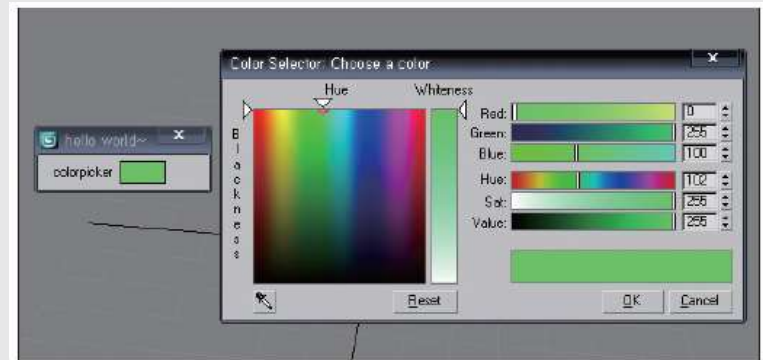 hello world~
colorpicker
Color Selector: Choose a color
Hue
Whiteness
Blackness
Red: 0
Green: 255
Blue: 100
Hue: 102
Sat: 255
Value: 255
Reset
OK
Cancel